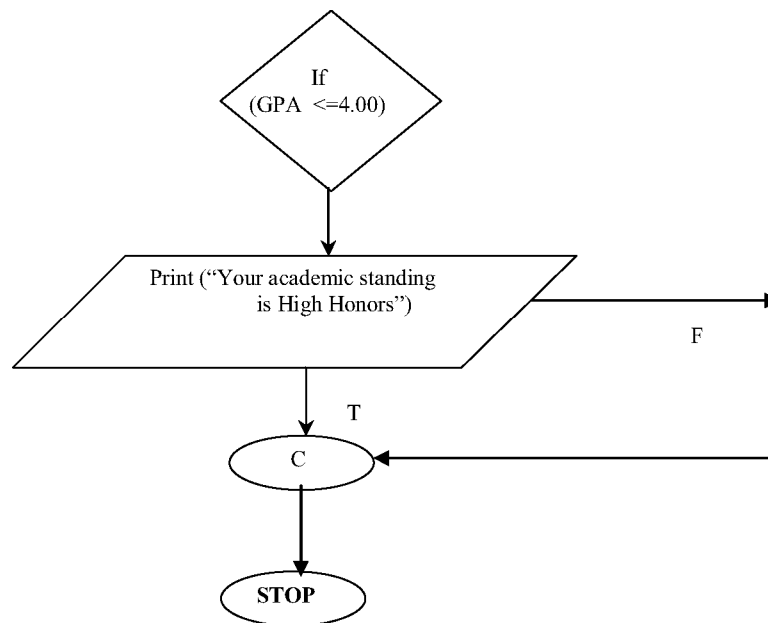 If
(GPA <=4.00)
Print (“Your academic standing
is High Honors”)
F
T
C
STOP